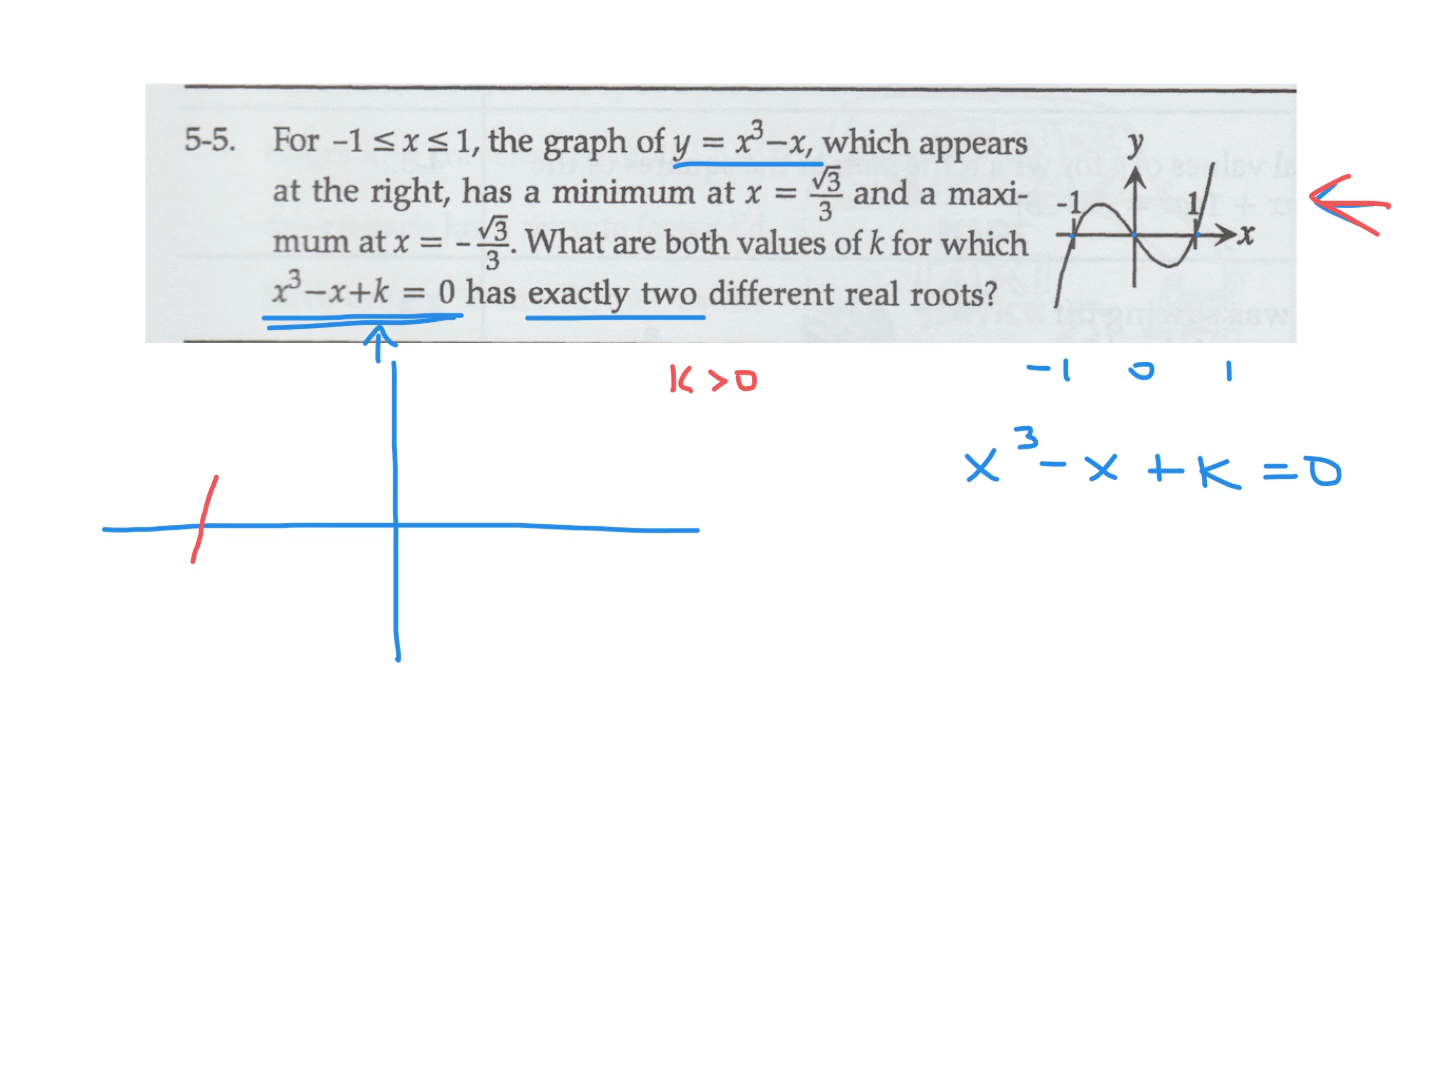 5-5. For -1 ≤ x ≤ 1, the graph of y = x³-x, which appears
at the right, has a minimum at x = √3/3 and a maxi-
mum at x = -√3/3. What are both values of k for which
x³-x+k = 0 has exactly two different real roots?
y
-1
1
x
K > 0
-1 0 1
x³ - x + K = 0